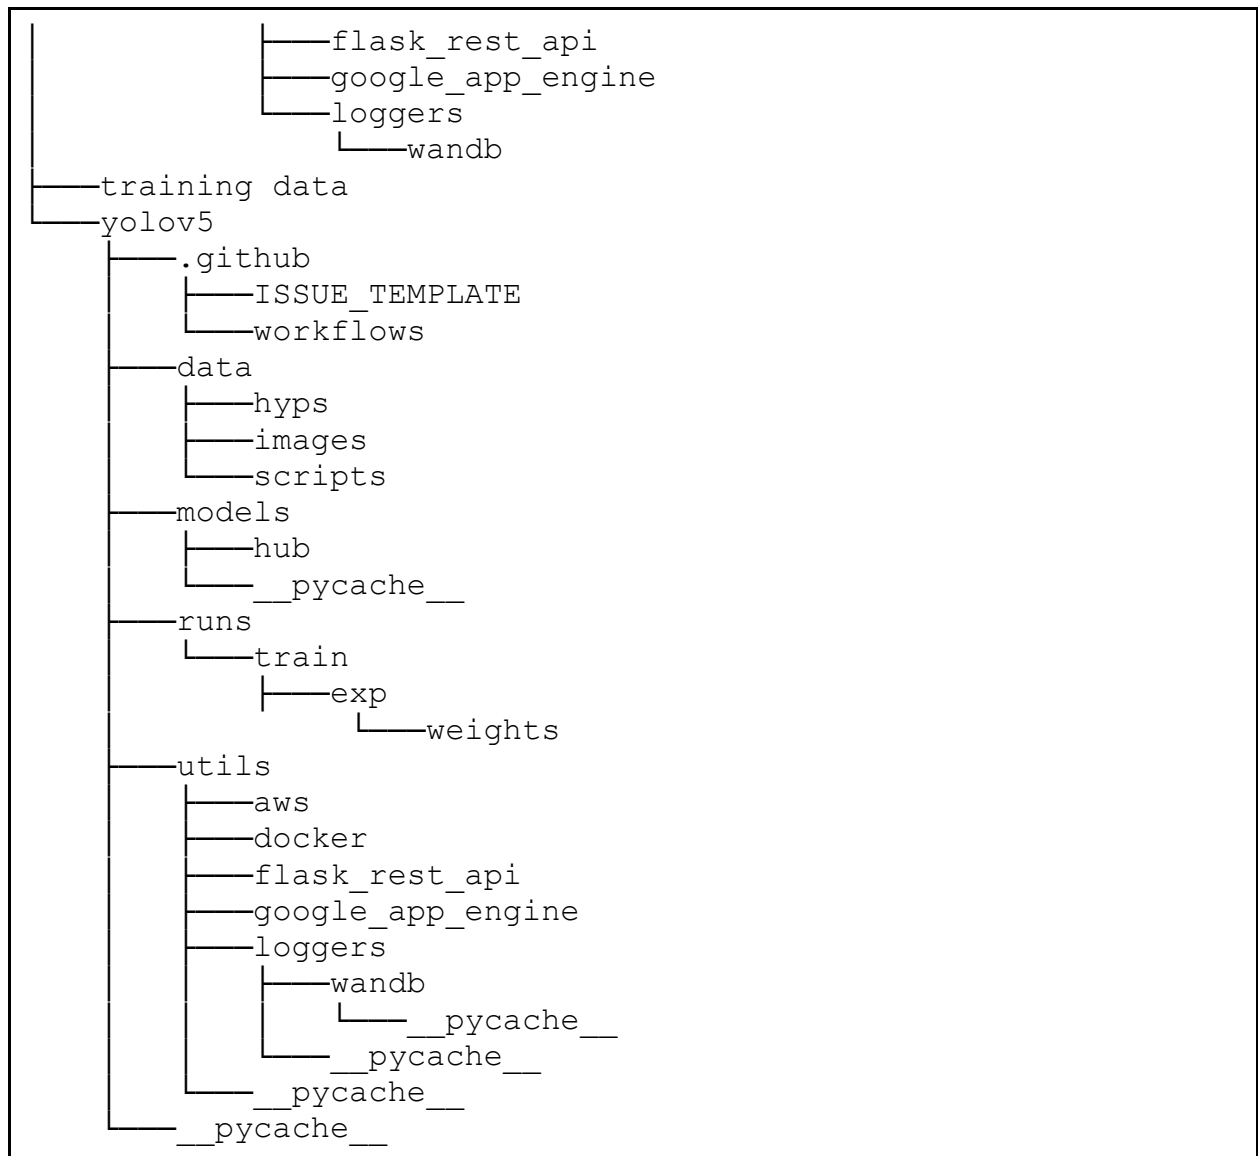 flask_rest_api
google_app_engine
loggers
wandb
training data
yolov5
.github
ISSUE_TEMPLATE
workflows
data
hyps
images
scripts
models
hub
__pycache__
runs
train
exp
weights
utils
aws
docker
flask_rest_api
google_app_engine
loggers
wandb
__pycache__
__pycache__
__pycache__
__pycache__